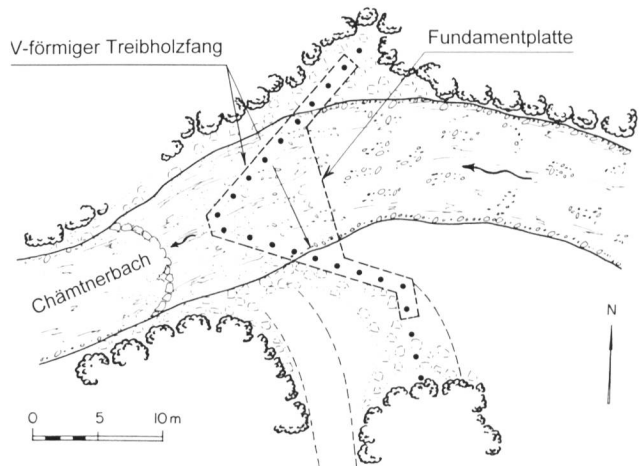 V-förmiger Treibholzfang
Fundamentplatte
Chämtnerbach
N
0 5 10 m